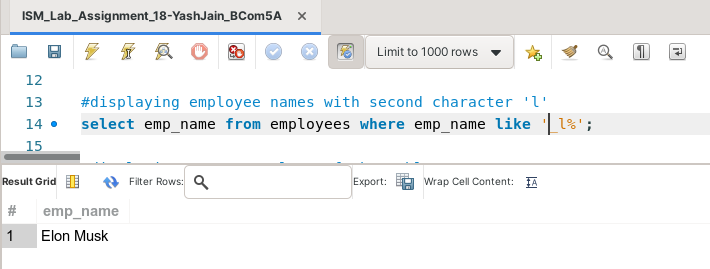 ISM_Lab_Assignment_18-YashJain_BCom5A ×
Limit to 1000 rows
12
13 #displaying employee names with second character 'l'
14 select emp_name from employees where emp_name like '_l%';
15
Result Grid Filter Rows: Export: Wrap Cell Content: IA
# emp_name
1 Elon Musk